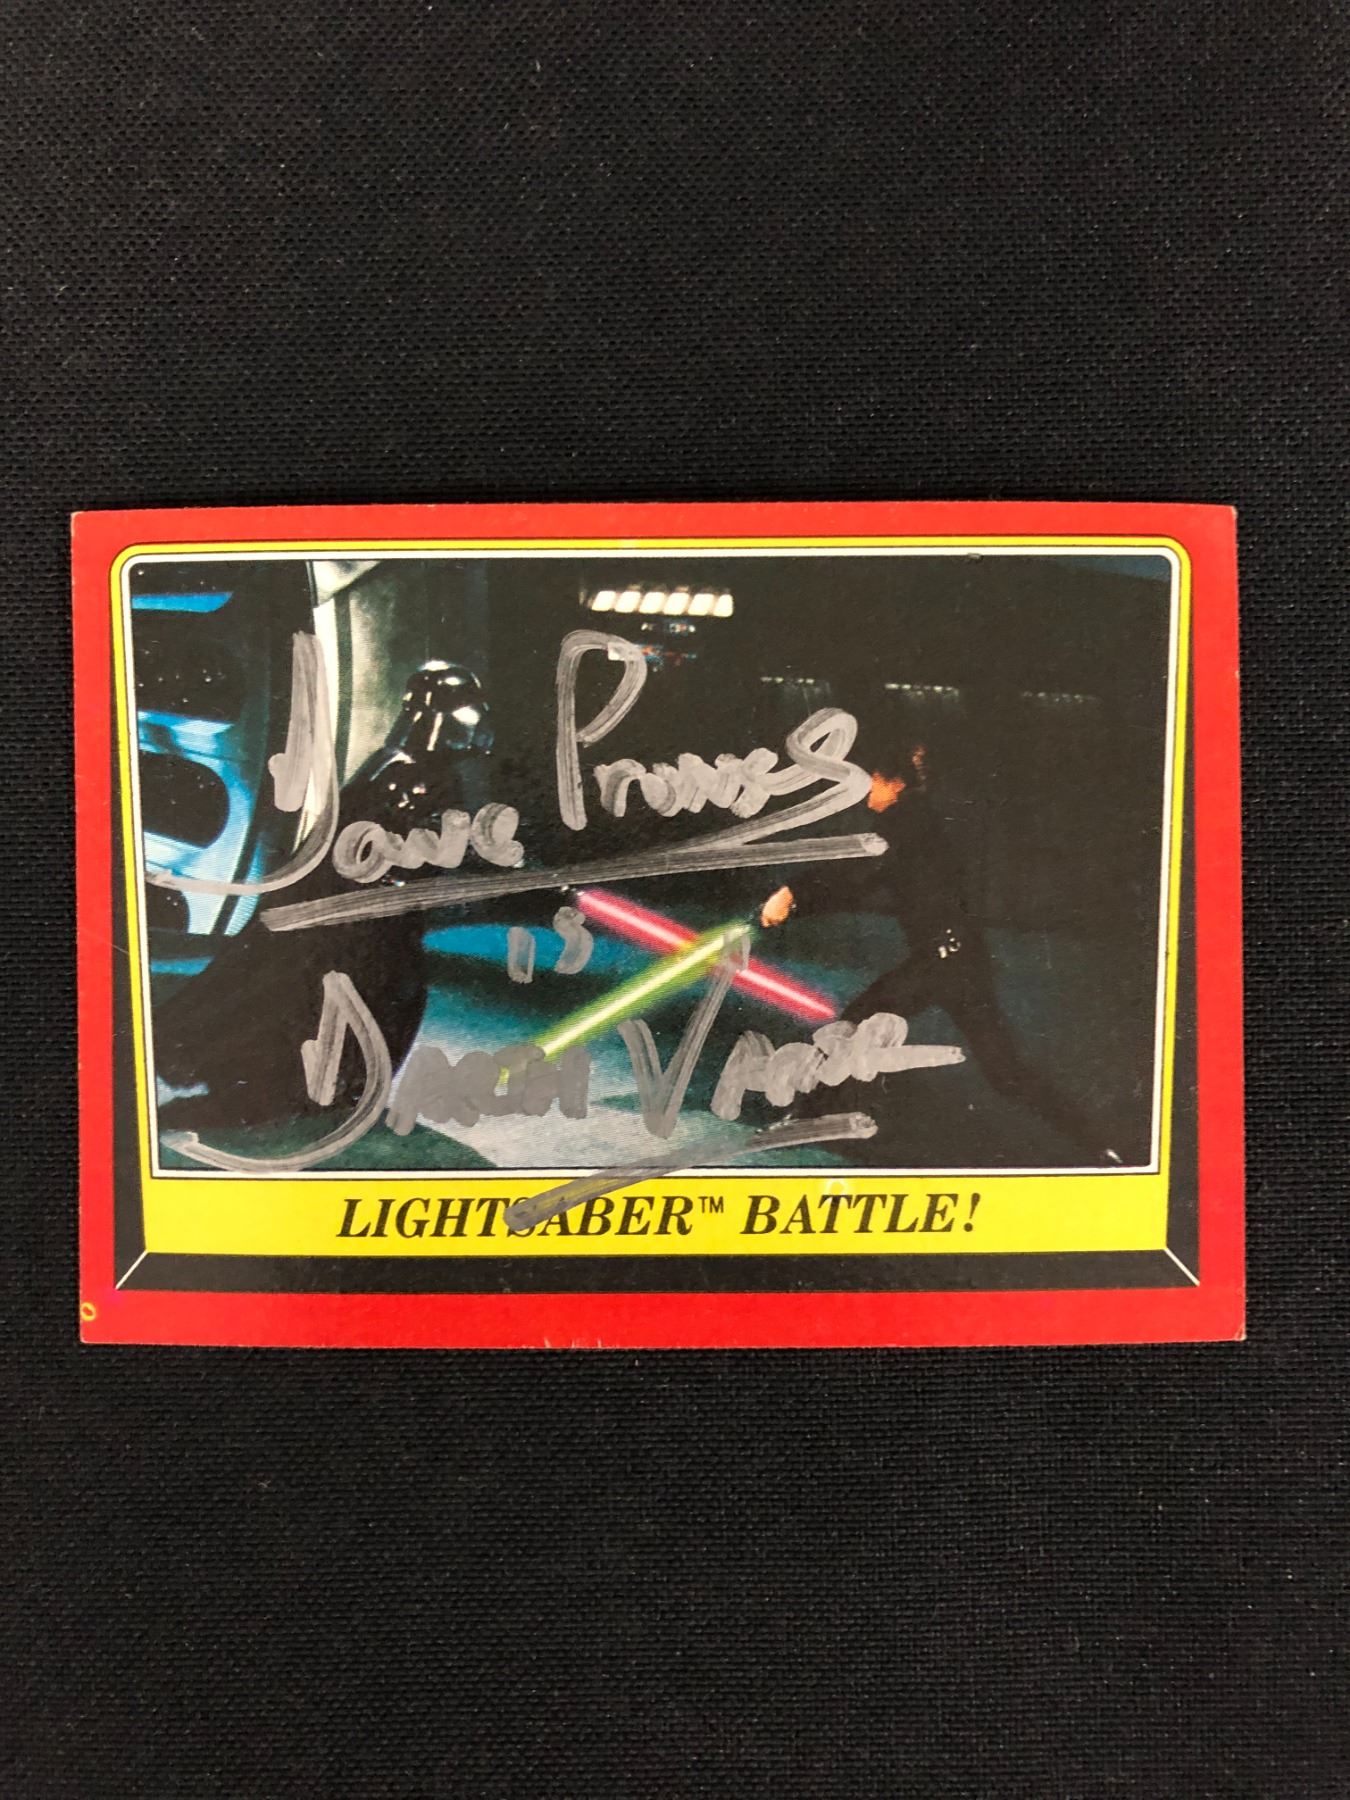 Dave Prowse
is
Darth Vader
LIGHTSABER™ BATTLE!